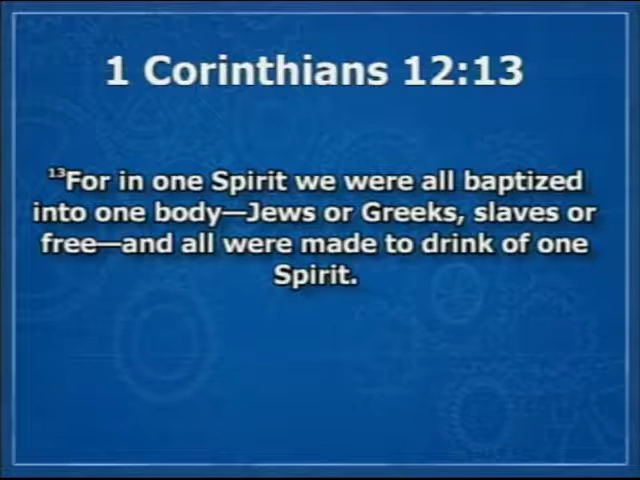 1 Corinthians 12:13
13For in one Spirit we were all baptized
into one body—Jews or Greeks, slaves or
free—and all were made to drink of one
Spirit.